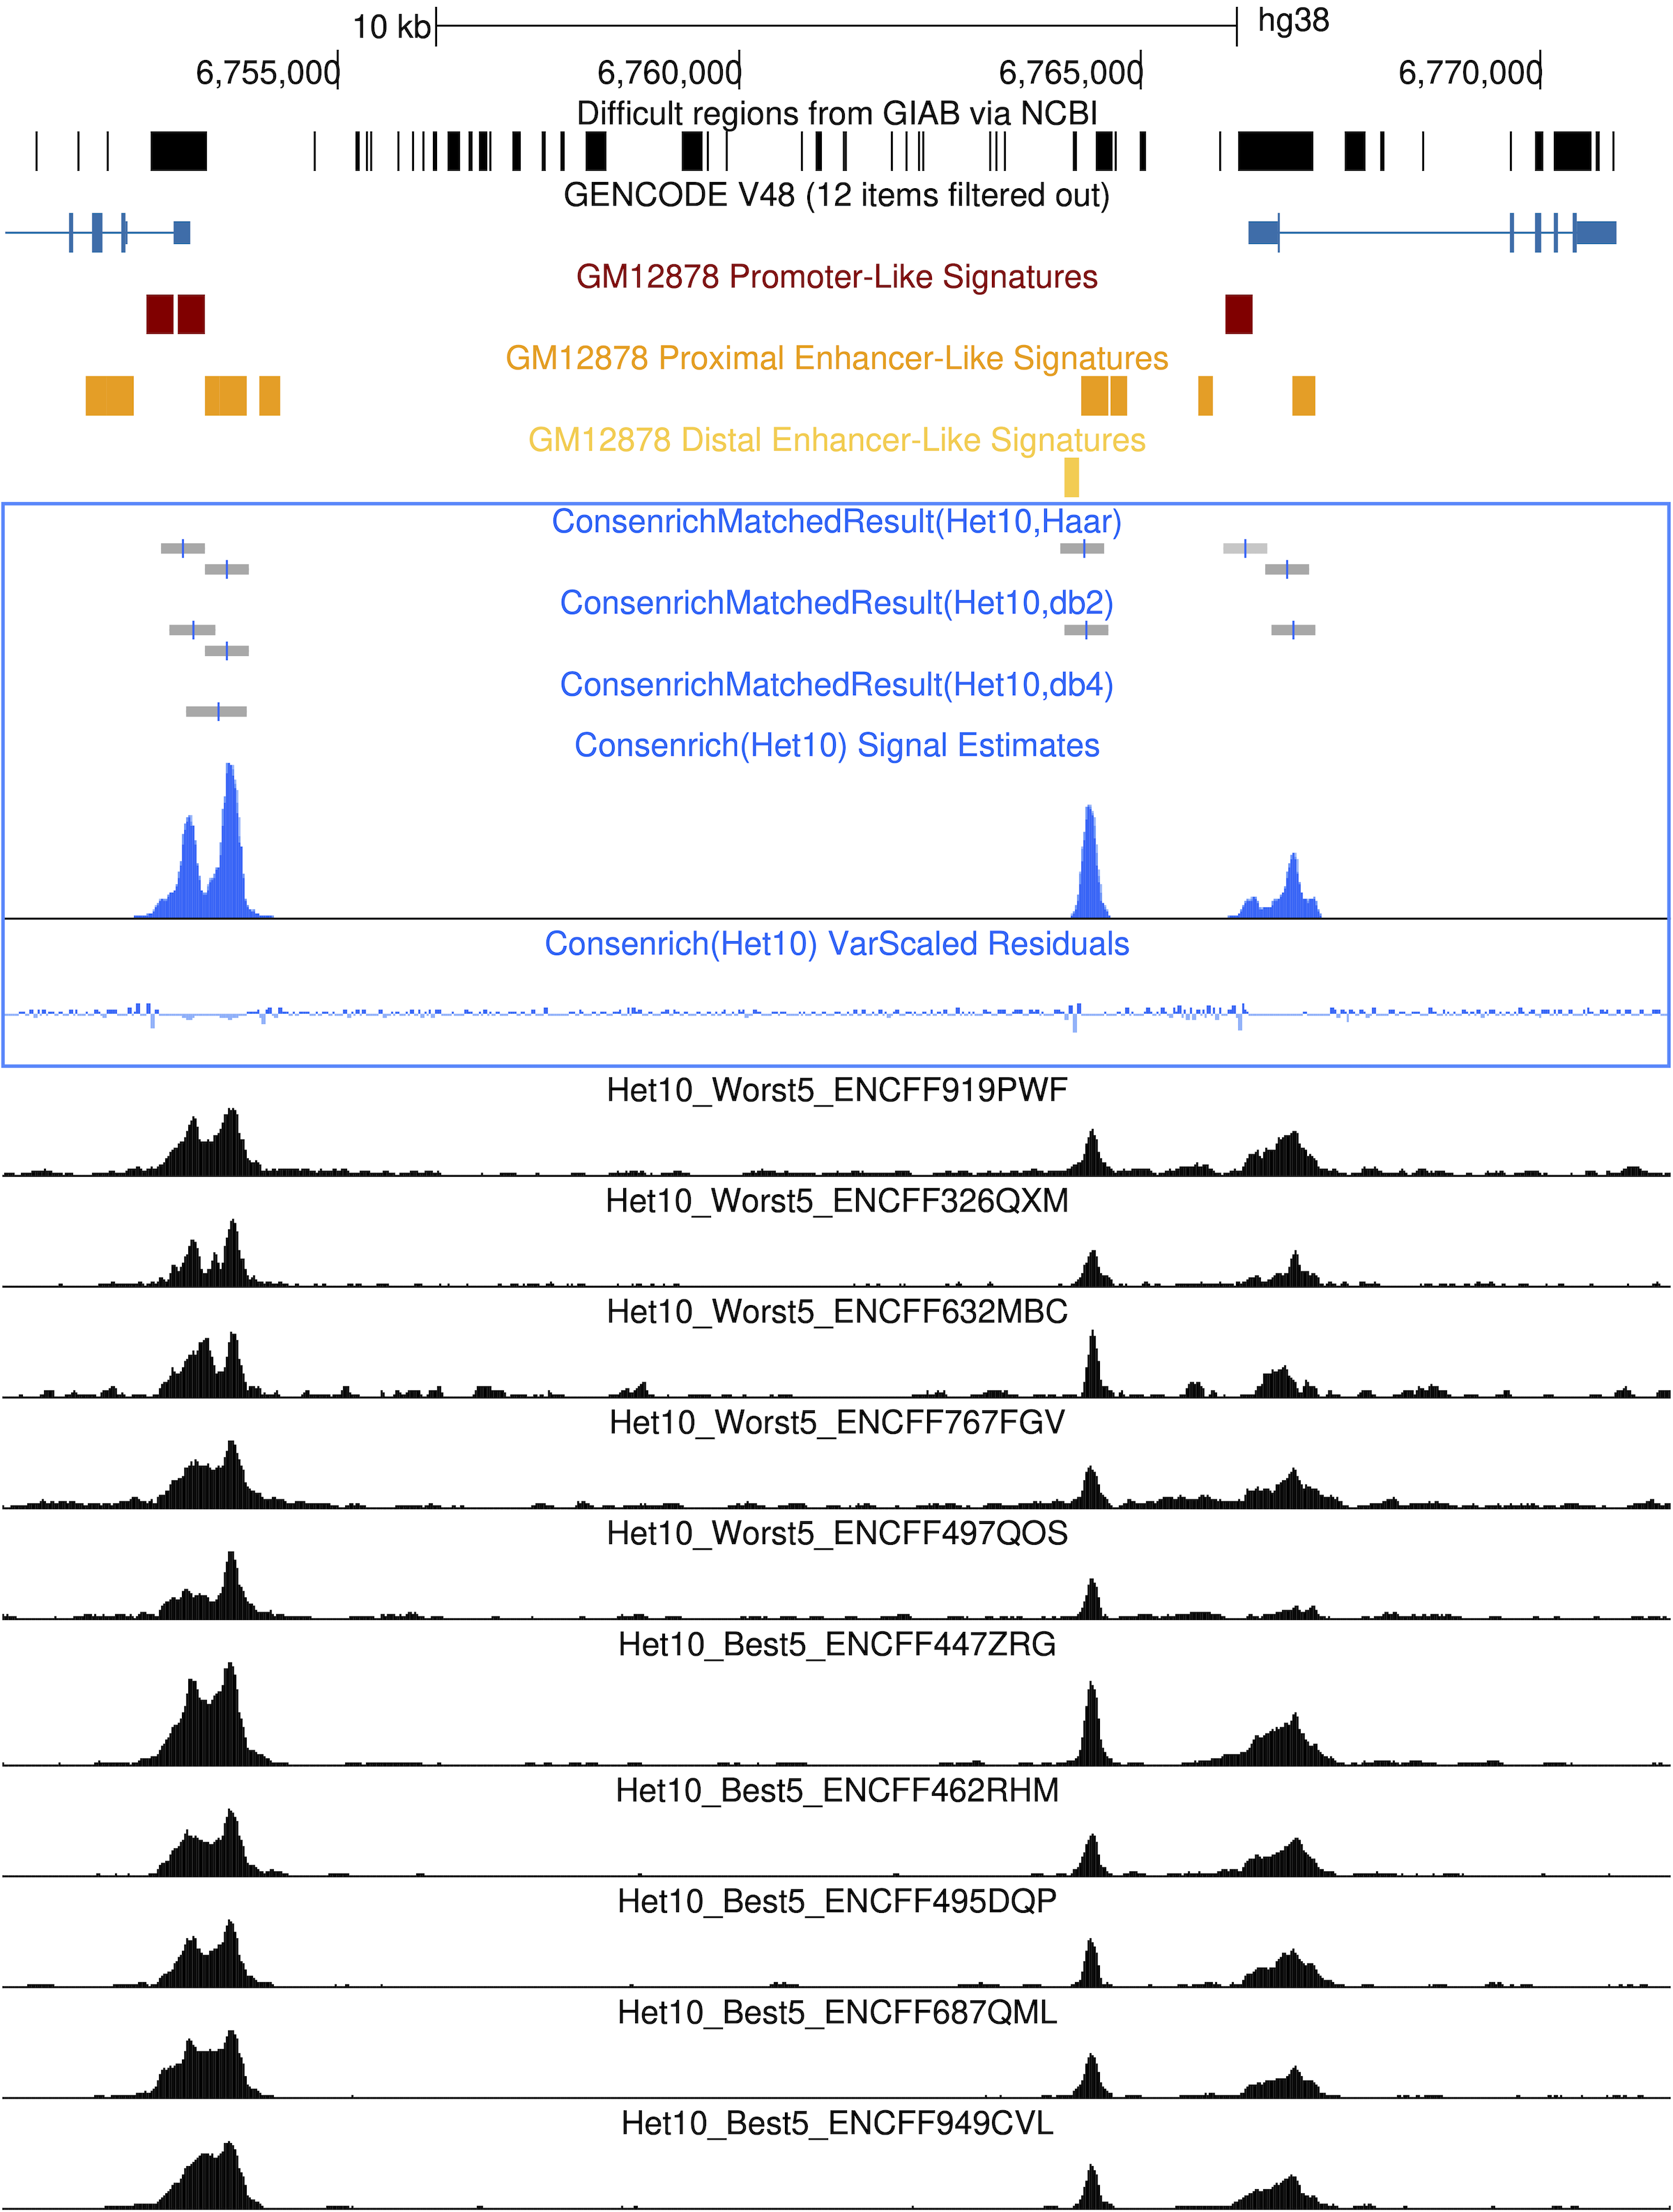 10 kb hg38
6,755,000 6,760,000 6,765,000 6,770,000
Difficult regions from GIAB via NCBI
GENCODE V48 (12 items filtered out)
GM12878 Promoter-Like Signatures
GM12878 Proximal Enhancer-Like Signatures
GM12878 Distal Enhancer-Like Signatures
ConsenrichMatchedResult(Het10,Haar)
ConsenrichMatchedResult(Het10,db2)
ConsenrichMatchedResult(Het10,db4)
Consenrich(Het10) Signal Estimates
Consenrich(Het10) VarScaled Residuals
Het10_Worst5_ENCFF919PWF
Het10_Worst5_ENCFF326QXM
Het10_Worst5_ENCFF632MBC
Het10_Worst5_ENCFF767FGV
Het10_Worst5_ENCFF497QOS
Het10_Best5_ENCFF447ZRG
Het10_Best5_ENCFF462RHM
Het10_Best5_ENCFF495DQP
Het10_Best5_ENCFF687QML
Het10_Best5_ENCFF949CVL